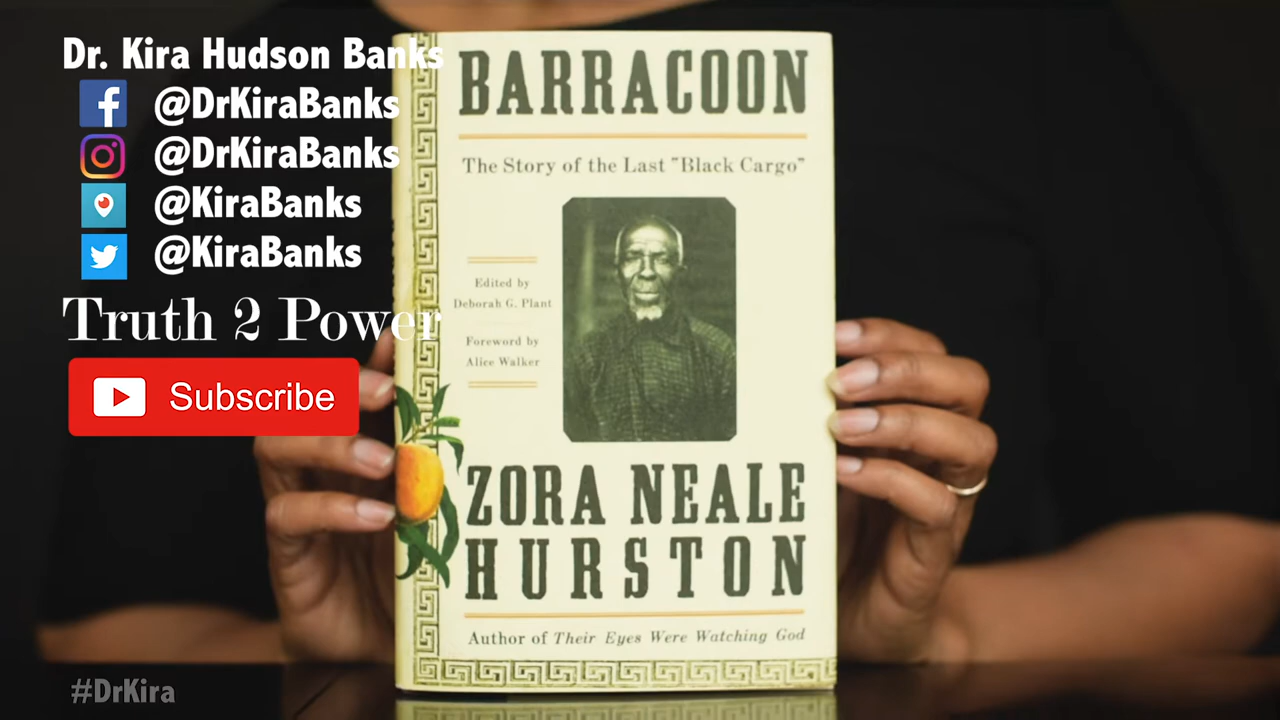 Dr. Kira Hudson Banks
@DrKiraBanks
@DrKiraBanks
@KiraBanks
@KiraBanks
Truth 2 Power
Subscribe
#DrKira
BARRACOON
The Story of the Last "Black Cargo"
Edited by
Deborah G. Plant
Foreword by
Alice Walker
ZORA NEALE
HURSTON
Author of Their Eyes Were Watching God